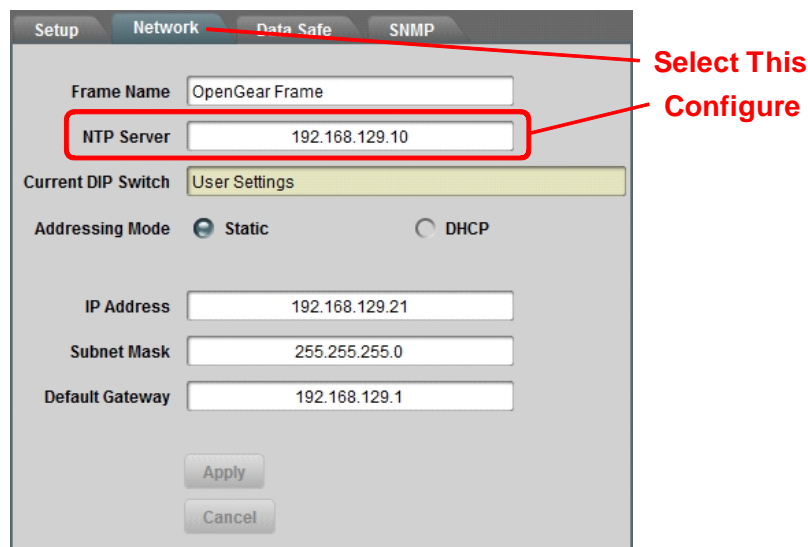 Setup Network Data Safe SNMP
Select This
Frame Name OpenGear Frame
Configure
NTP Server 192.168.129.10
Current DIP Switch User Settings
Addressing Mode Static DHCP
IP Address 192.168.129.21
Subnet Mask 255.255.255.0
Default Gateway 192.168.129.1
Apply
Cancel